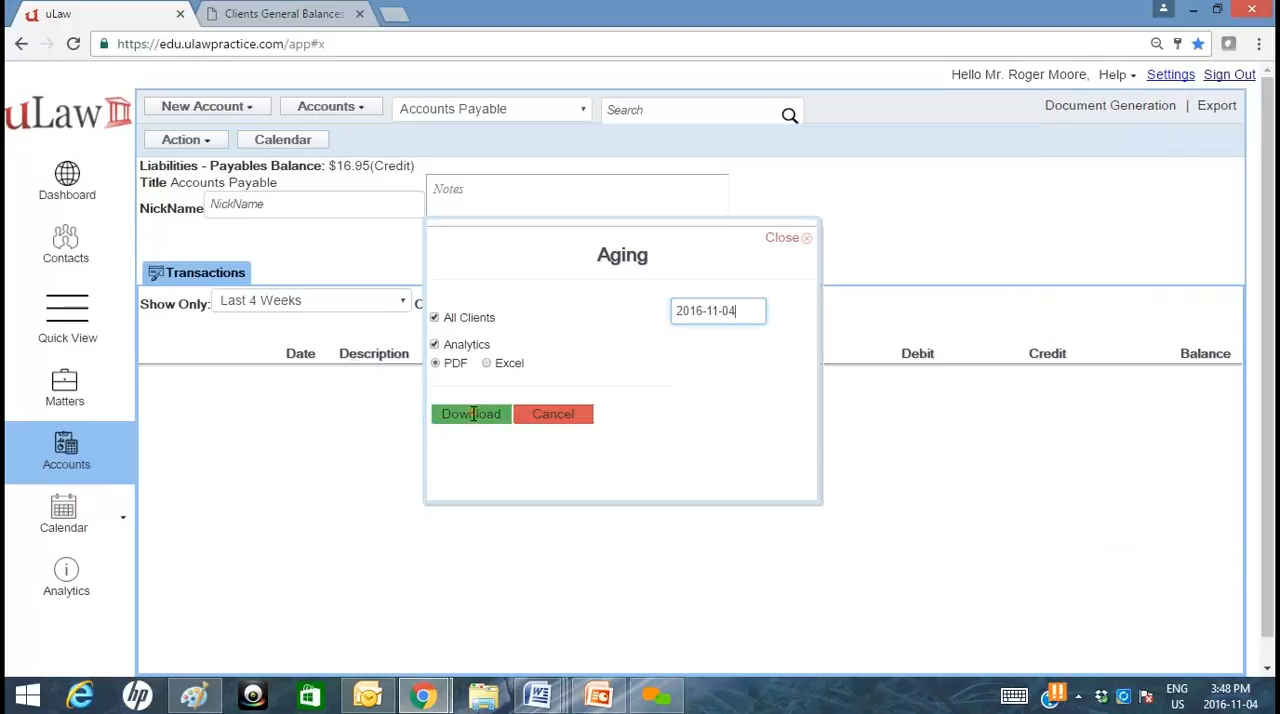 uLaw
Clients General Balances
https://edu.ulawpractice.com/app#x
Hello Mr. Roger Moore, Help Settings Sign Out
uLaw
New Account Accounts Accounts Payable Search Document Generation | Export
Action Calendar
Liabilities - Payables Balance: $16.95(Credit)
Title Accounts Payable
Notes
NickName NickName
Dashboard
Contacts
Quick View
Matters
Accounts
Calendar
Analytics
Close
Aging
Transactions
Show Only: Last 4 Weeks
All Clients 2016-11-04
Analytics
PDF Excel
Date Description Debit Credit Balance
Download Cancel
ENG 3:48 PM
US 2016-11-04